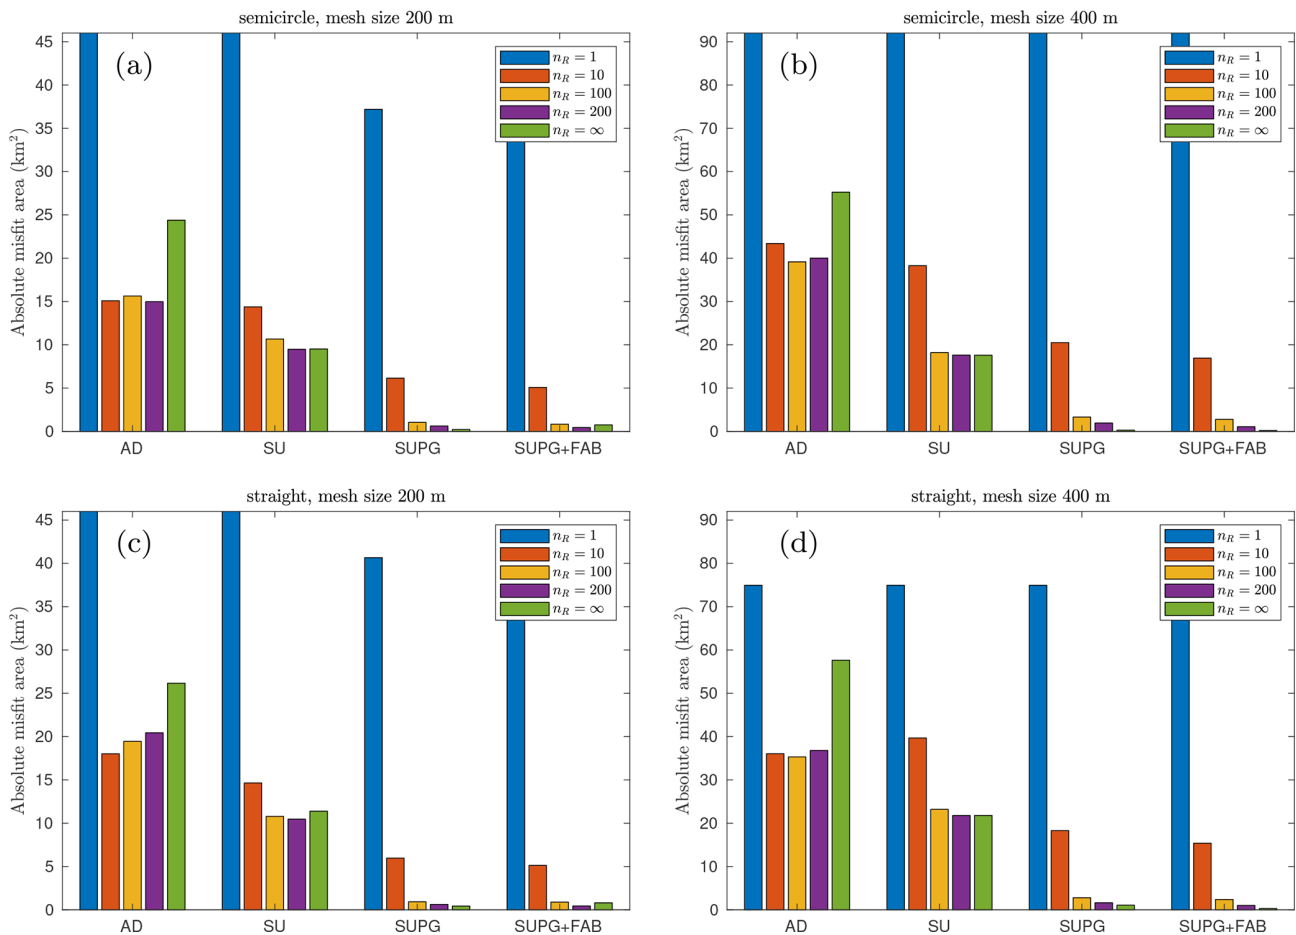 semicircle, mesh size 200 m
(a)
Absolute misfit area (km²)
45
40
35
30
25
20
15
10
5
0
AD SU SUPG SUPG+FAB
n_R = 1
n_R = 10
n_R = 100
n_R = 200
n_R = ∞
semicircle, mesh size 400 m
(b)
Absolute misfit area (km²)
90
80
70
60
50
40
30
20
10
0
AD SU SUPG SUPG+FAB
n_R = 1
n_R = 10
n_R = 100
n_R = 200
n_R = ∞
straight, mesh size 200 m
(c)
Absolute misfit area (km²)
45
40
35
30
25
20
15
10
5
0
AD SU SUPG SUPG+FAB
n_R = 1
n_R = 10
n_R = 100
n_R = 200
n_R = ∞
straight, mesh size 400 m
(d)
Absolute misfit area (km²)
90
80
70
60
50
40
30
20
10
0
AD SU SUPG SUPG+FAB
n_R = 1
n_R = 10
n_R = 100
n_R = 200
n_R = ∞